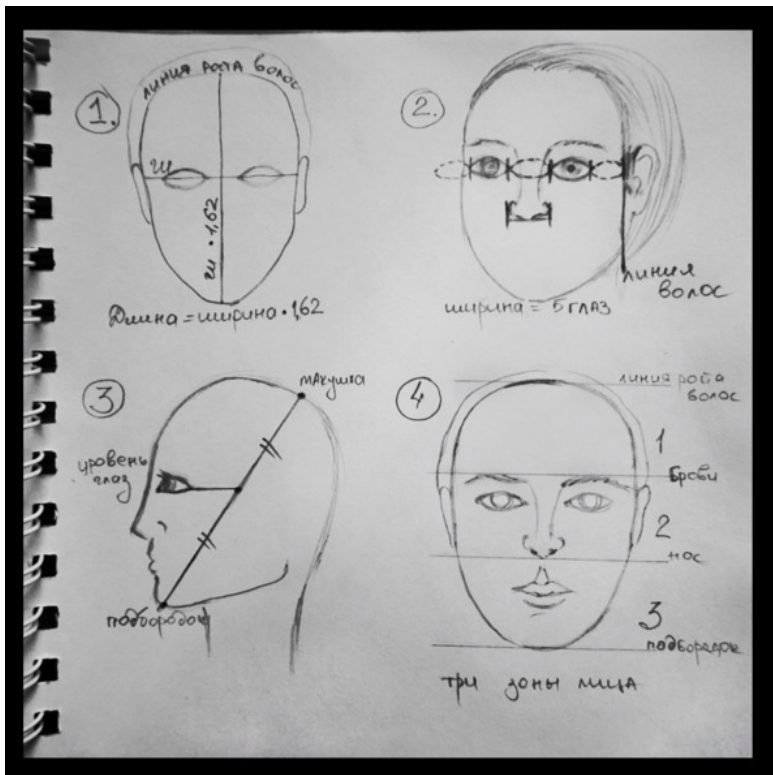 1.
линия роста волос
ш
ш • 1,62
Длина = ширина • 1,62
2.
линия
волос
ширина = 5 глаз
3
макушка
уровень
глаз
подбородок
4
линия роста
волос
1
Брови
2
нос
3
подборедок
три зоны лица